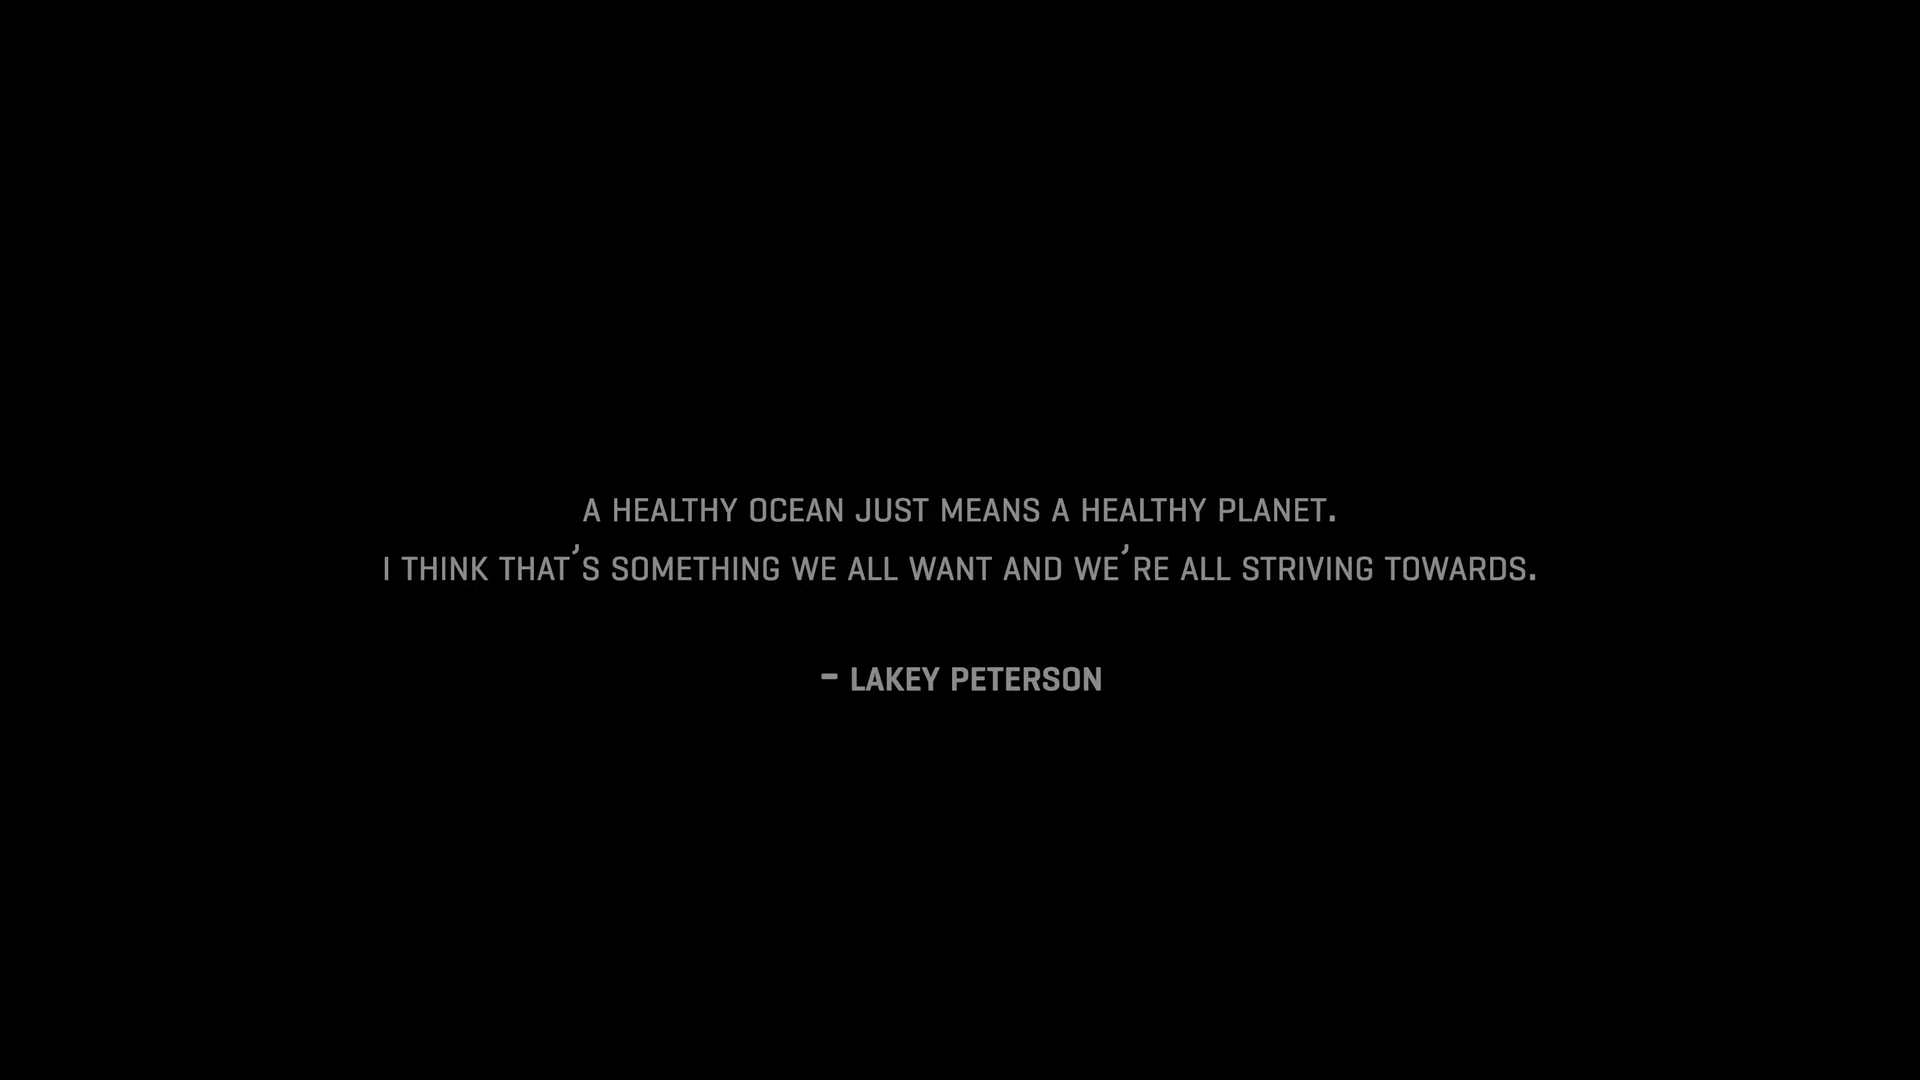 A HEALTHY OCEAN JUST MEANS A HEALTHY PLANET.
I THINK THAT'S SOMETHING WE ALL WANT AND WE'RE ALL STRIVING TOWARDS.
- LAKEY PETERSON